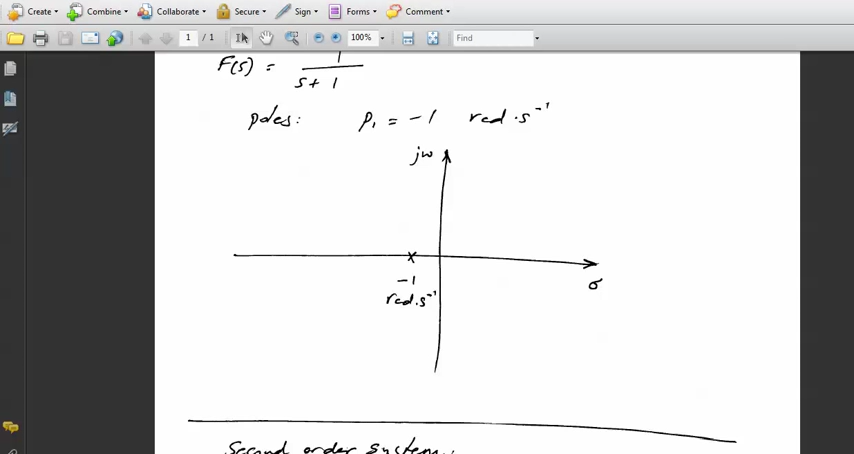 Create Combine Collaborate Secure Sign Forms Comment
1 / 1 100% Find
F(s) = 1
s+1
poles: p₁ = -1 rad·s⁻¹
jω
-1
rad·s⁻¹
σ
Second order system: